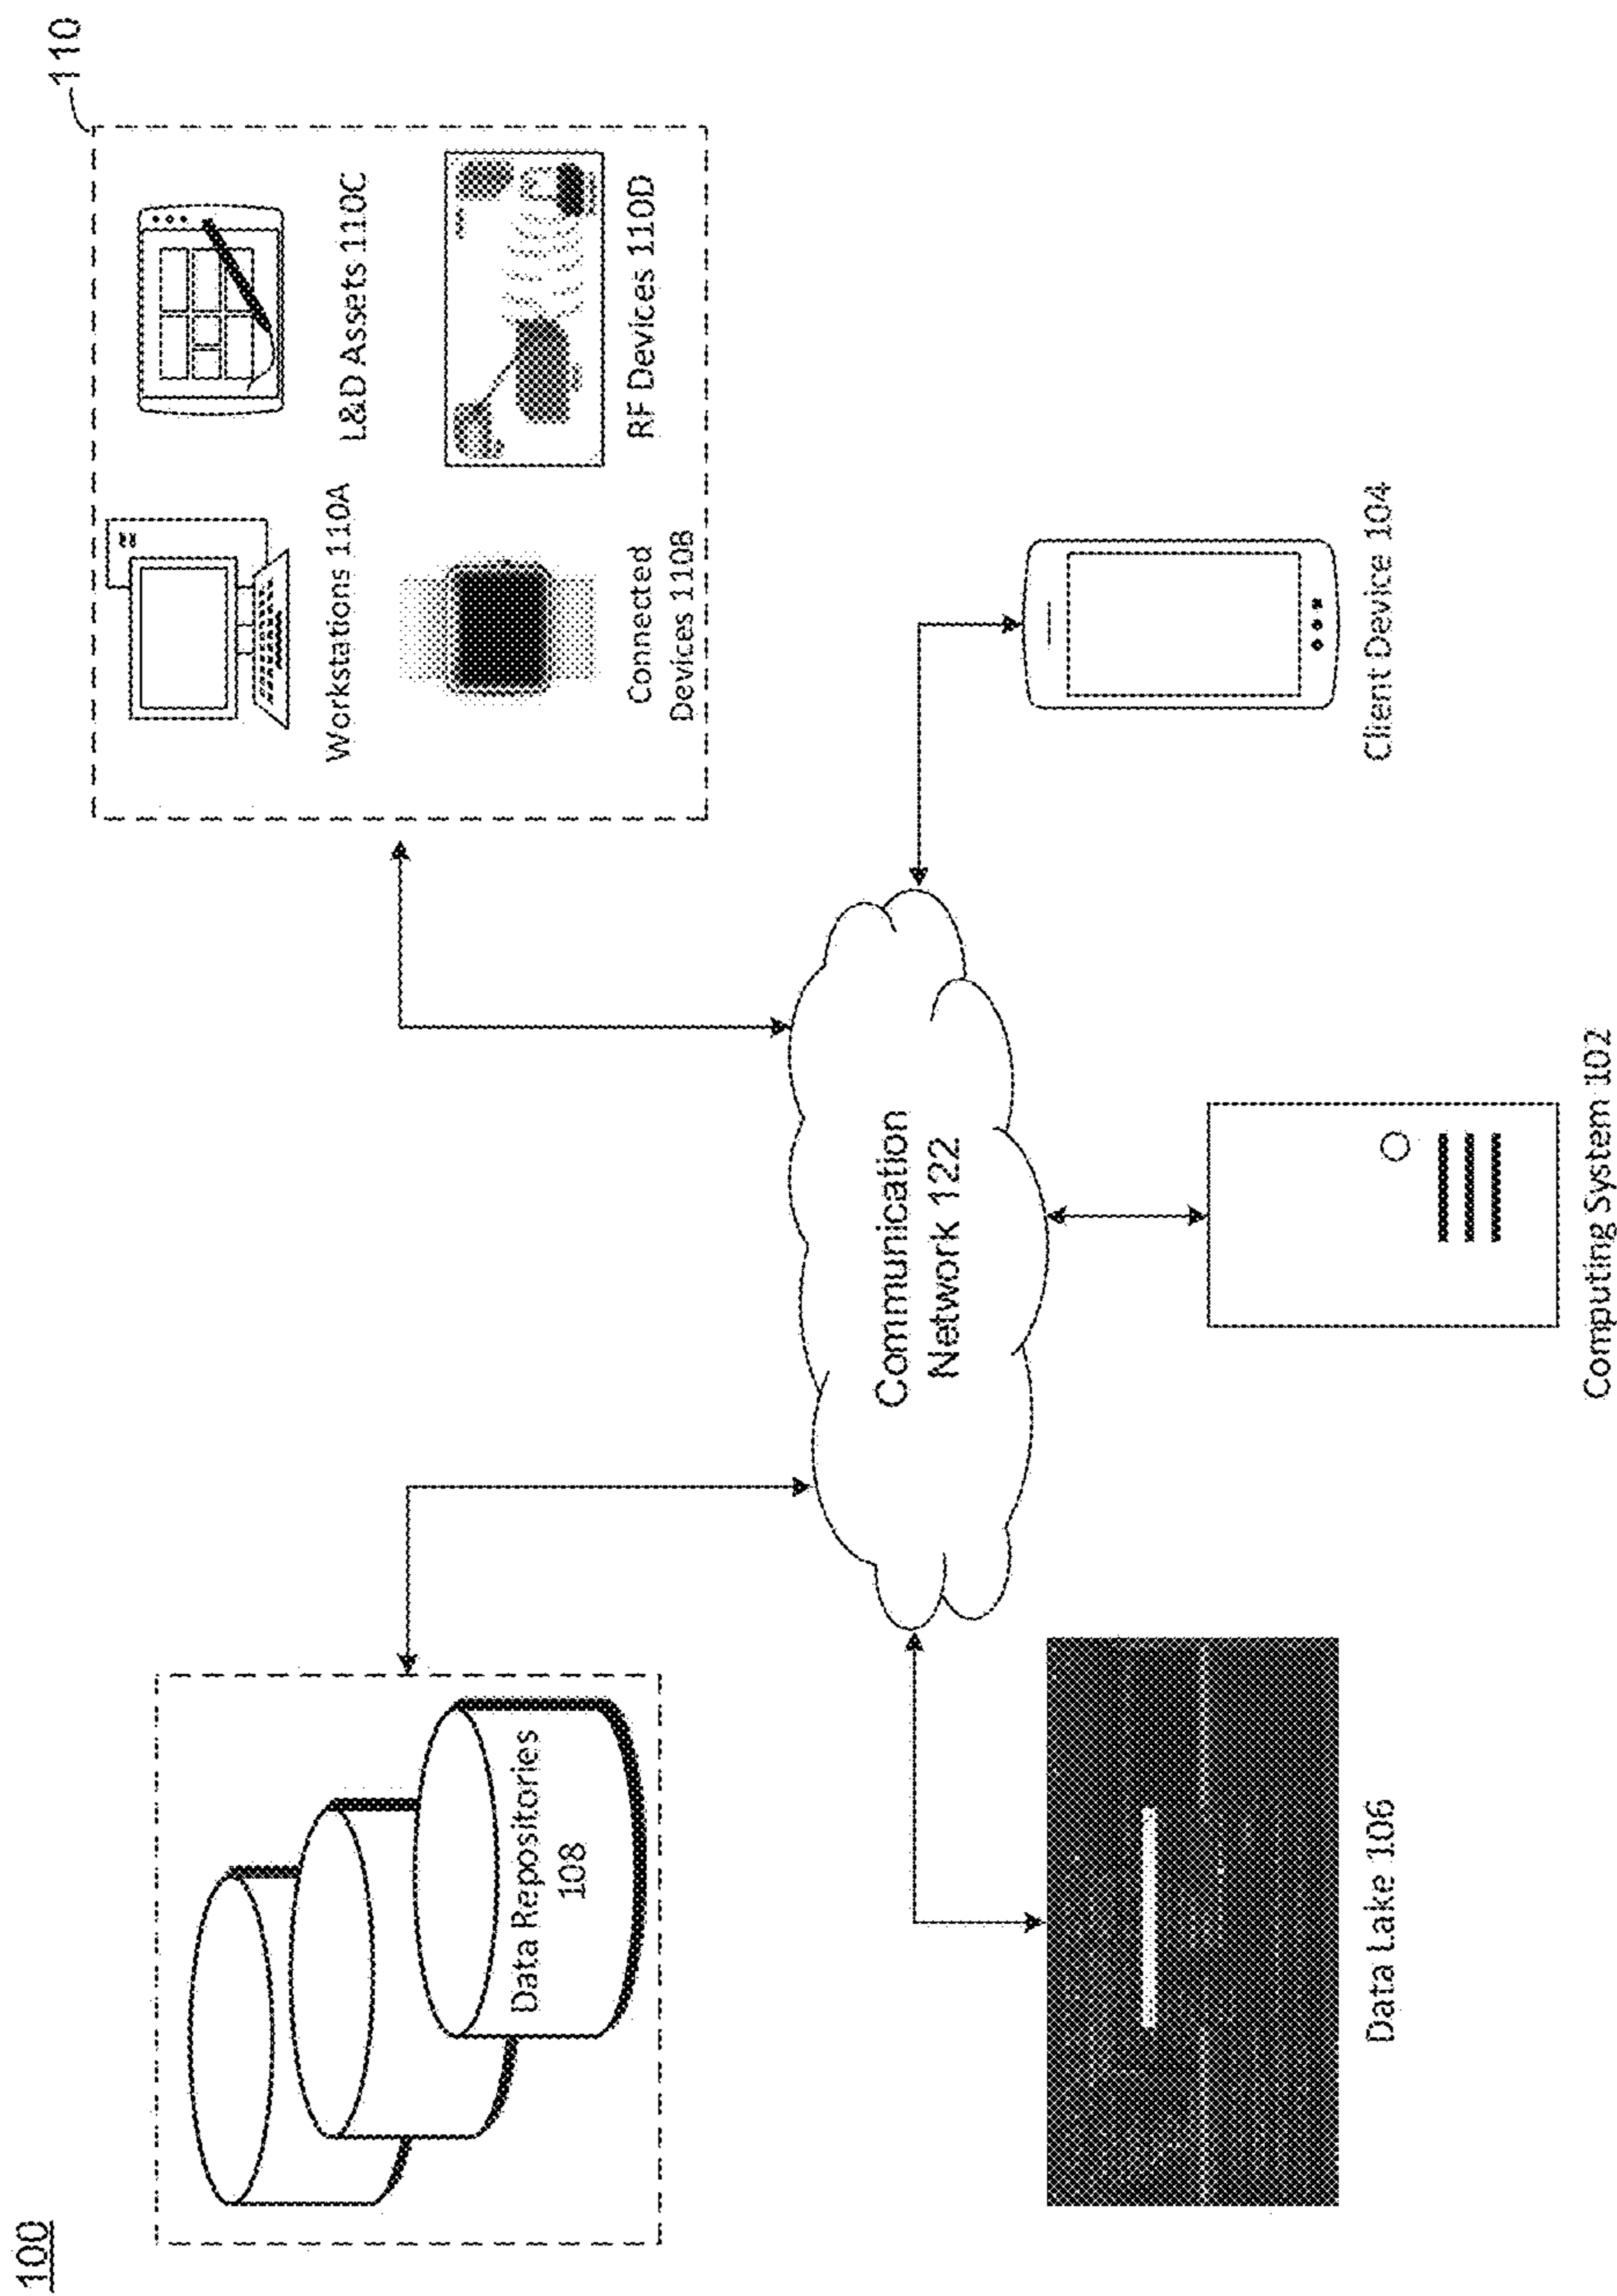 100
110
Workstations 110A
L&D Assets 110C
Connected
Devices 110B
RF Devices 110D
Data Repositories
108
Communication
Network 122
Data Lake 106
Computing System 102
Client Device 104